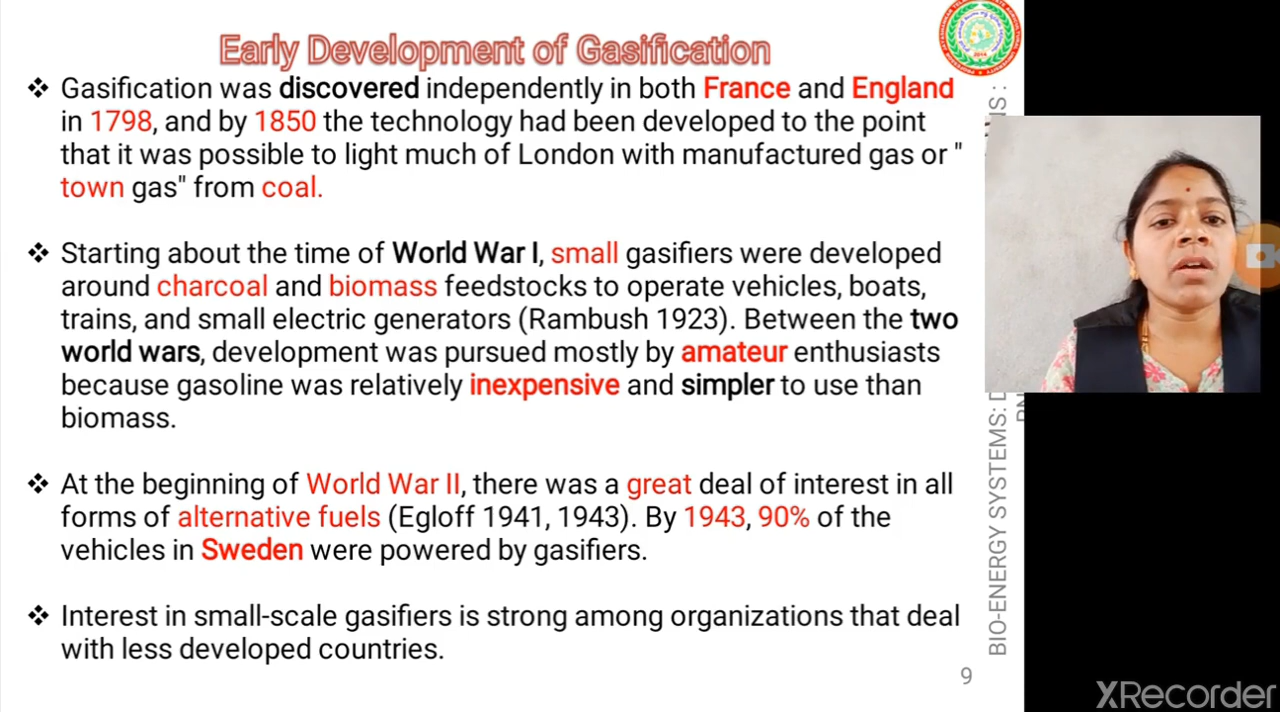 Early Development of Gasification
❖ Gasification was discovered independently in both France and England
in 1798, and by 1850 the technology had been developed to the point
that it was possible to light much of London with manufactured gas or "
town gas" from coal.
❖ Starting about the time of World War I, small gasifiers were developed
around charcoal and biomass feedstocks to operate vehicles, boats,
trains, and small electric generators (Rambush 1923). Between the two
world wars, development was pursued mostly by amateur enthusiasts
because gasoline was relatively inexpensive and simpler to use than
biomass.
❖ At the beginning of World War II, there was a great deal of interest in all
forms of alternative fuels (Egloff 1941, 1943). By 1943, 90% of the
vehicles in Sweden were powered by gasifiers.
❖ Interest in small-scale gasifiers is strong among organizations that deal
with less developed countries.
9
BIO-ENERGY SYSTEMS:
XRecorder